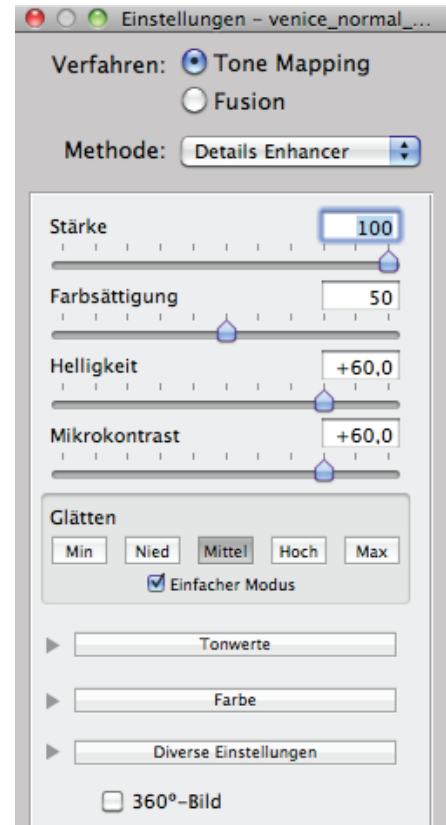 Einstellungen – venice_normal_...
Verfahren: Tone Mapping
Fusion
Methode: Details Enhancer
Stärke 100
Farbsättigung 50
Helligkeit +60,0
Mikrokontrast +60,0
Glätten
Min Nied Mittel Hoch Max
Einfacher Modus
Tonwerte
Farbe
Diverse Einstellungen
360°-Bild